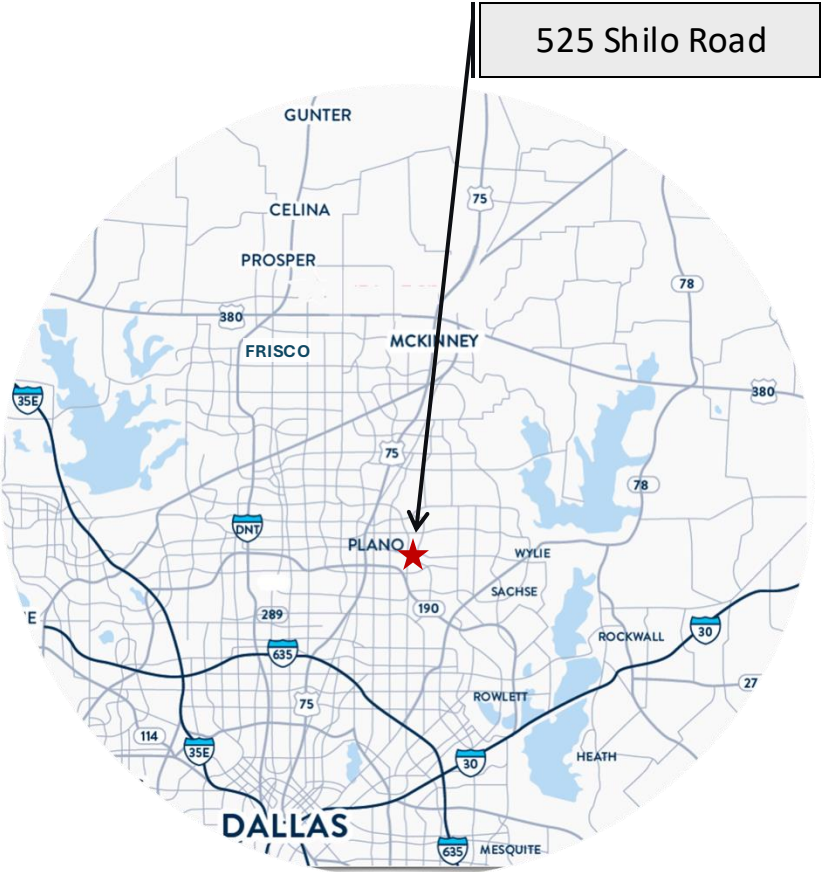 525 Shilo Road
GUNTER
75
CELINA
PROSPER
78
380
MCKINNEY
FRISCO
35E
380
75
78
DNT
PLANO
WYLIE
SACHSE
190
289
E
30
ROCKWALL
635
27
ROWLETT
75
114
35E
30
HEATH
DALLAS
635
MESQUITE